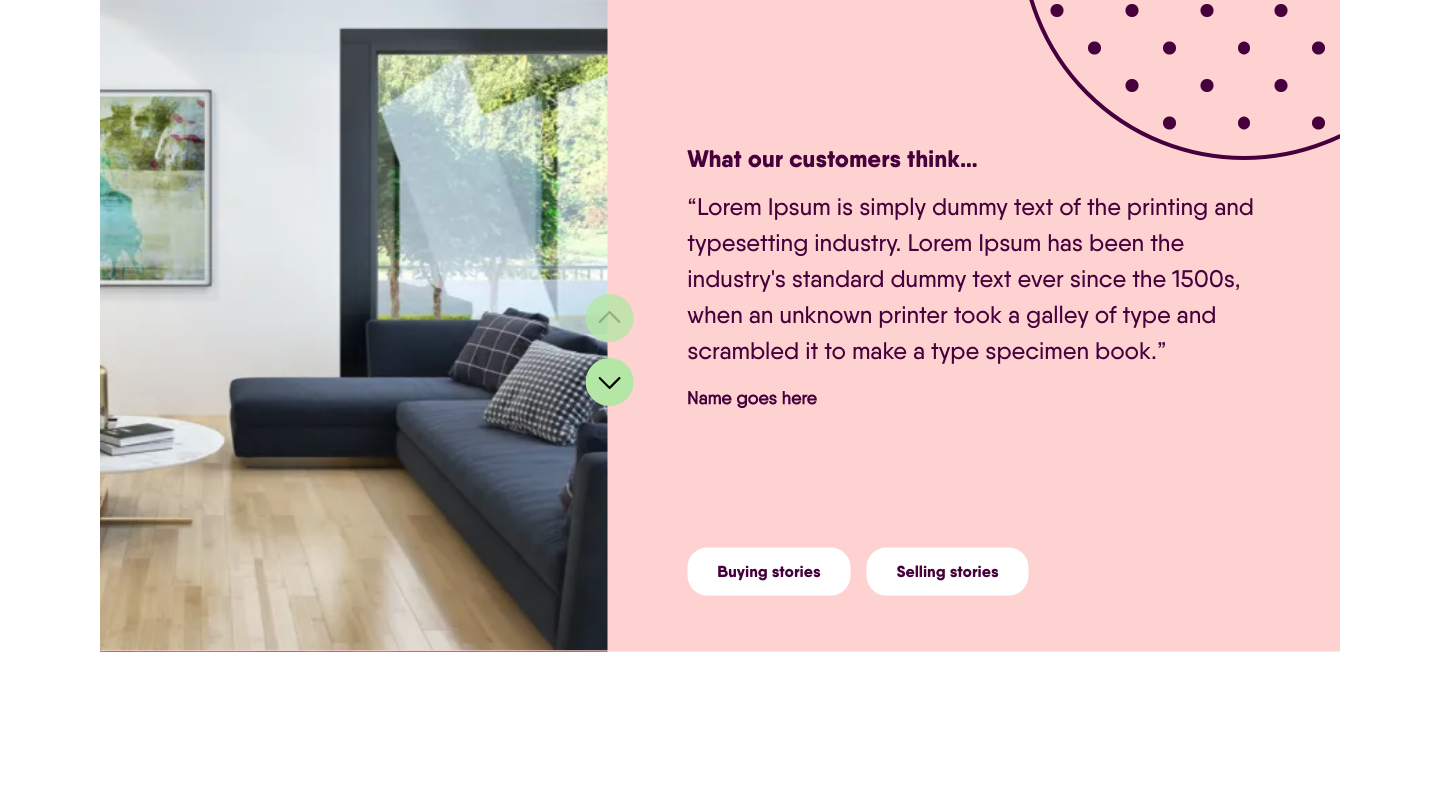 What our customers think...
“Lorem Ipsum is simply dummy text of the printing and
typesetting industry. Lorem Ipsum has been the
industry's standard dummy text ever since the 1500s,
when an unknown printer took a galley of type and
scrambled it to make a type specimen book.”
Name goes here
Buying stories
Selling stories